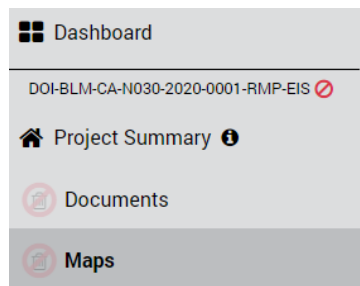 Dashboard
DOI-BLM-CA-N030-2020-0001-RMP-EIS
Project Summary
Documents
Maps